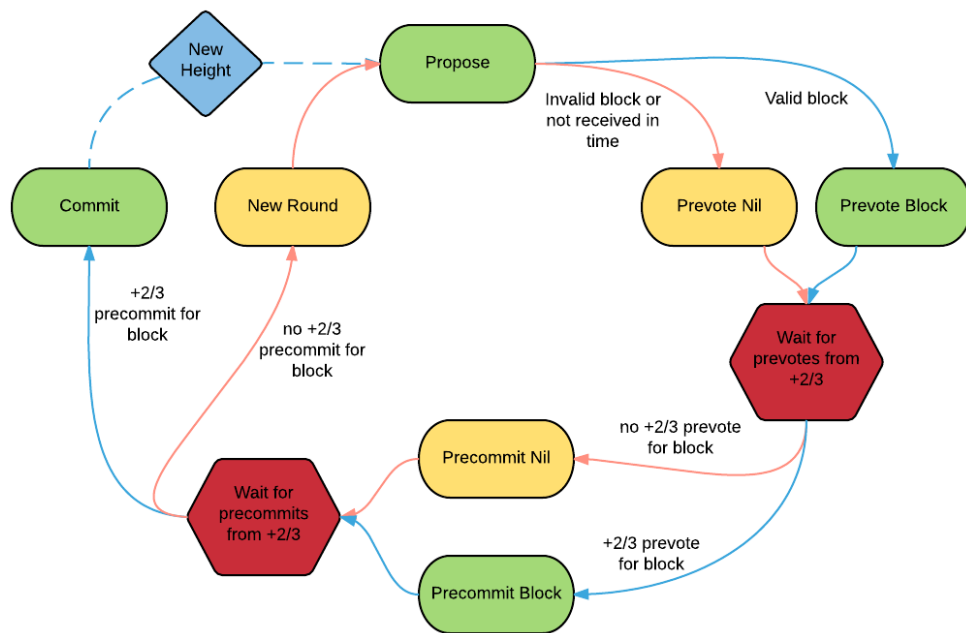 New
Height
Propose
Invalid block or
not received in
time
Valid block
Commit
New Round
Prevote Nil
Prevote Block
+2/3
precommit for
block
no +2/3
precommit for
block
Wait for
prevotes from
+2/3
no +2/3 prevote
for block
Precommit Nil
Wait for
precommits
from +2/3
+2/3 prevote
for block
Precommit Block